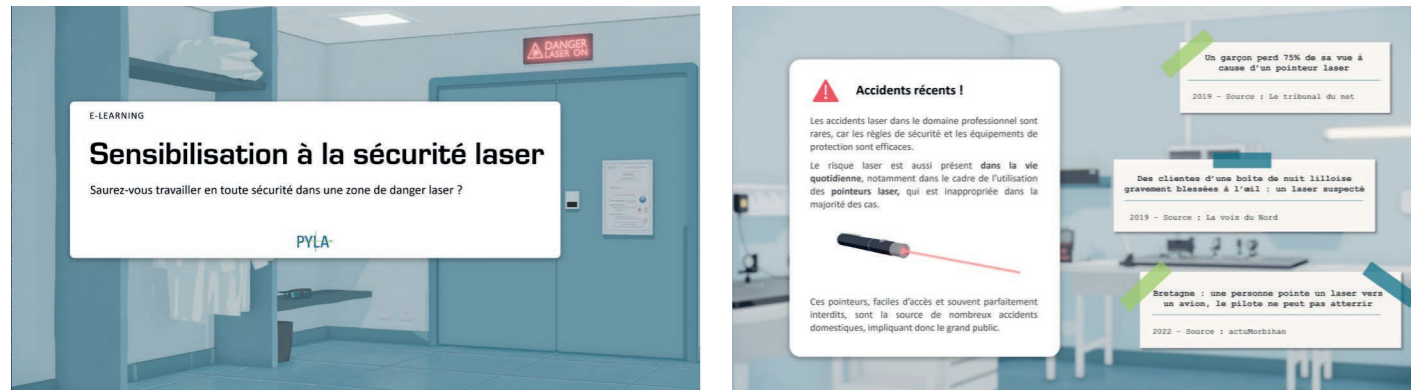 DANGER
LASER ON
E-LEARNING
Sensibilisation à la sécurité laser
Saurez-vous travailler en toute sécurité dans une zone de danger laser ?
PYLA
Accidents récents !
Les accidents laser dans le domaine professionnel sont
rares, car les règles de sécurité et les équipements de
protection sont efficaces.
Le risque laser est aussi présent dans la vie
quotidienne, notamment dans le cadre de l'utilisation
des pointeurs laser, qui est inappropriée dans la
majorité des cas.
Ces pointeurs, faciles d'accès et souvent parfaitement
interdits, sont la source de nombreux accidents
domestiques, impliquant donc le grand public.
Un garçon perd 75% de sa vue à
cause d'un pointeur laser
2019 - Source : Le tribunal du net
Des clientes d'une boîte de nuit lilloise
gravement blessées à l'œil : un laser suspecté
2019 - Source : La voix du Nord
Bretagne : une personne pointe un laser vers
un avion, le pilote ne peut pas atterrir
2022 - Source : actuMorbihan